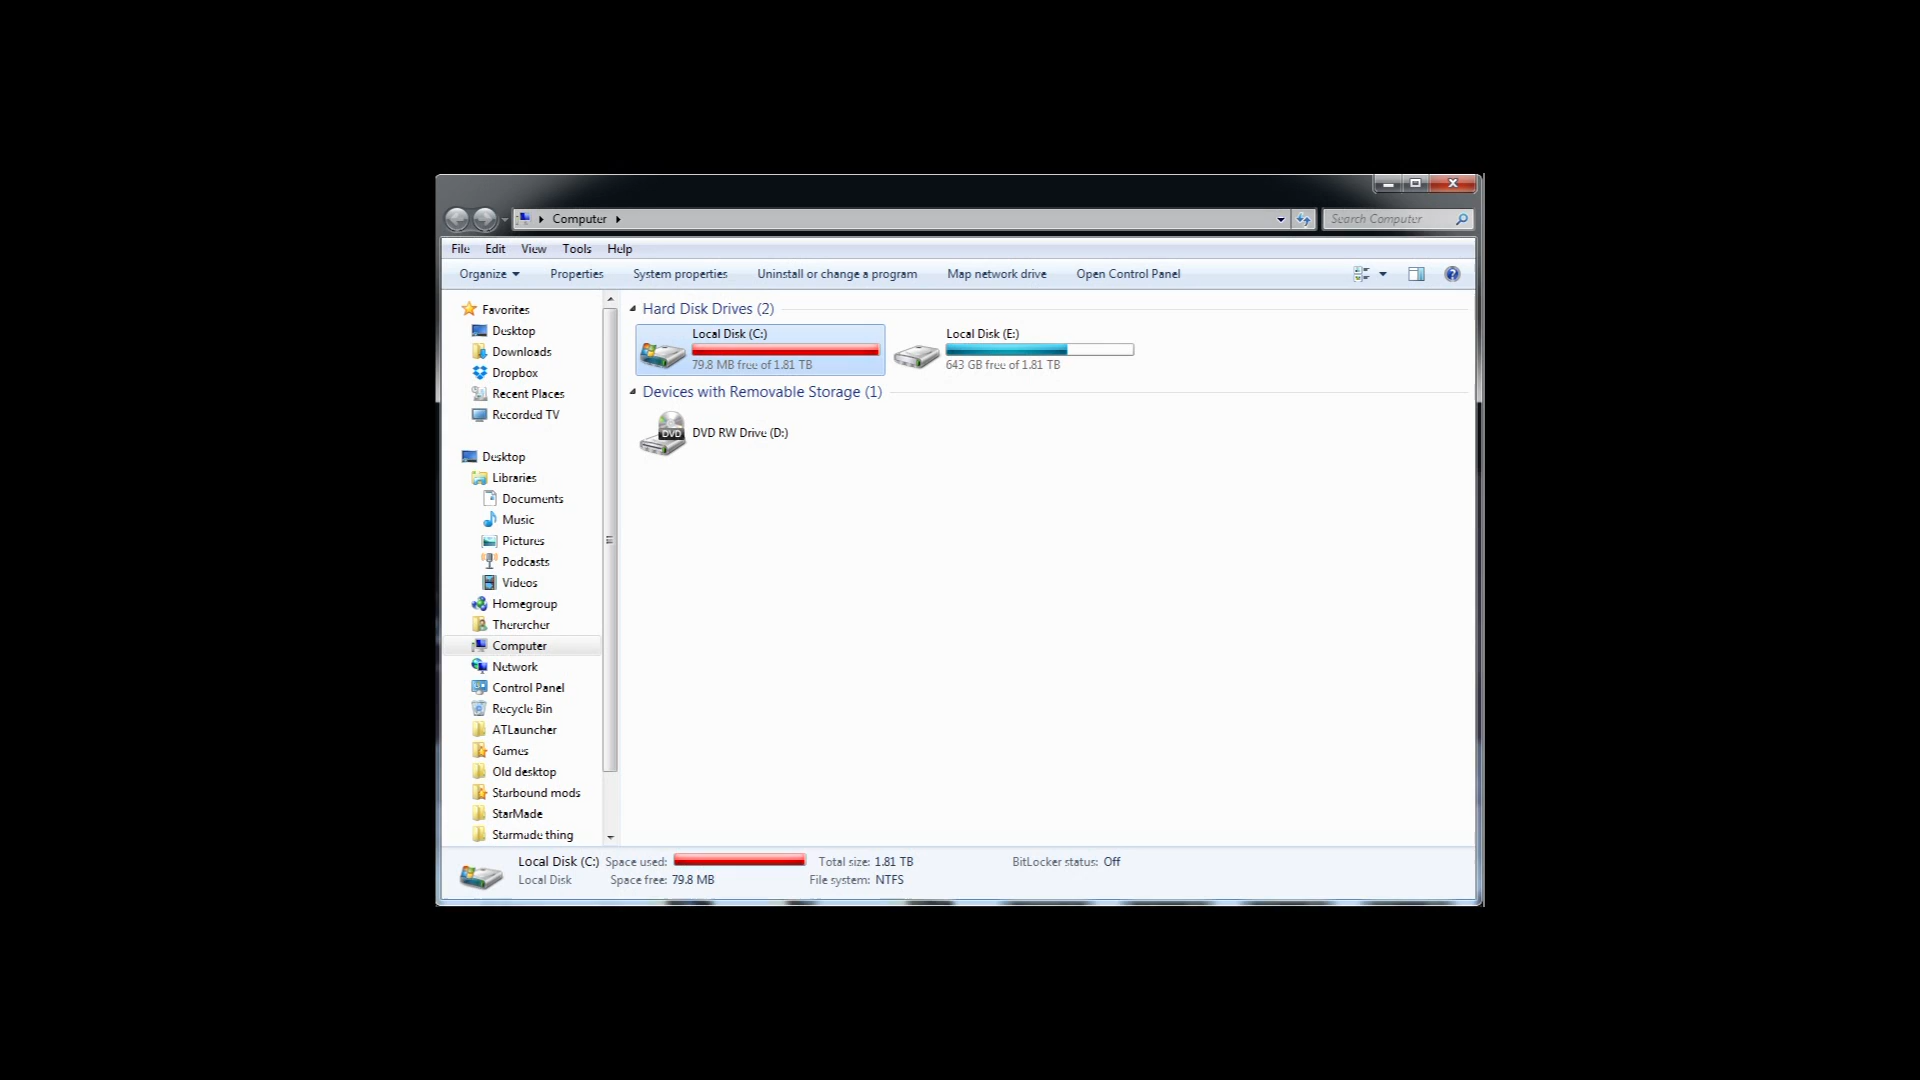 Computer
Search Computer
File Edit View Tools Help
Organize Properties System properties Uninstall or change a program Map network drive Open Control Panel
Favorites
Desktop
Downloads
Dropbox
Recent Places
Recorded TV
Desktop
Libraries
Documents
Music
Pictures
Podcasts
Videos
Homegroup
Therercher
Computer
Network
Control Panel
Recycle Bin
ATLauncher
Games
Old desktop
Starbound mods
StarMade
Starmade thing
Hard Disk Drives (2)
Local Disk (C:)
79.8 MB free of 1.81 TB
Local Disk (E:)
643 GB free of 1.81 TB
Devices with Removable Storage (1)
DVD
DVD RW Drive (D:)
Local Disk (C:) Space used: Total size: 1.81 TB BitLocker status: Off
Local Disk Space free: 79.8 MB File system: NTFS